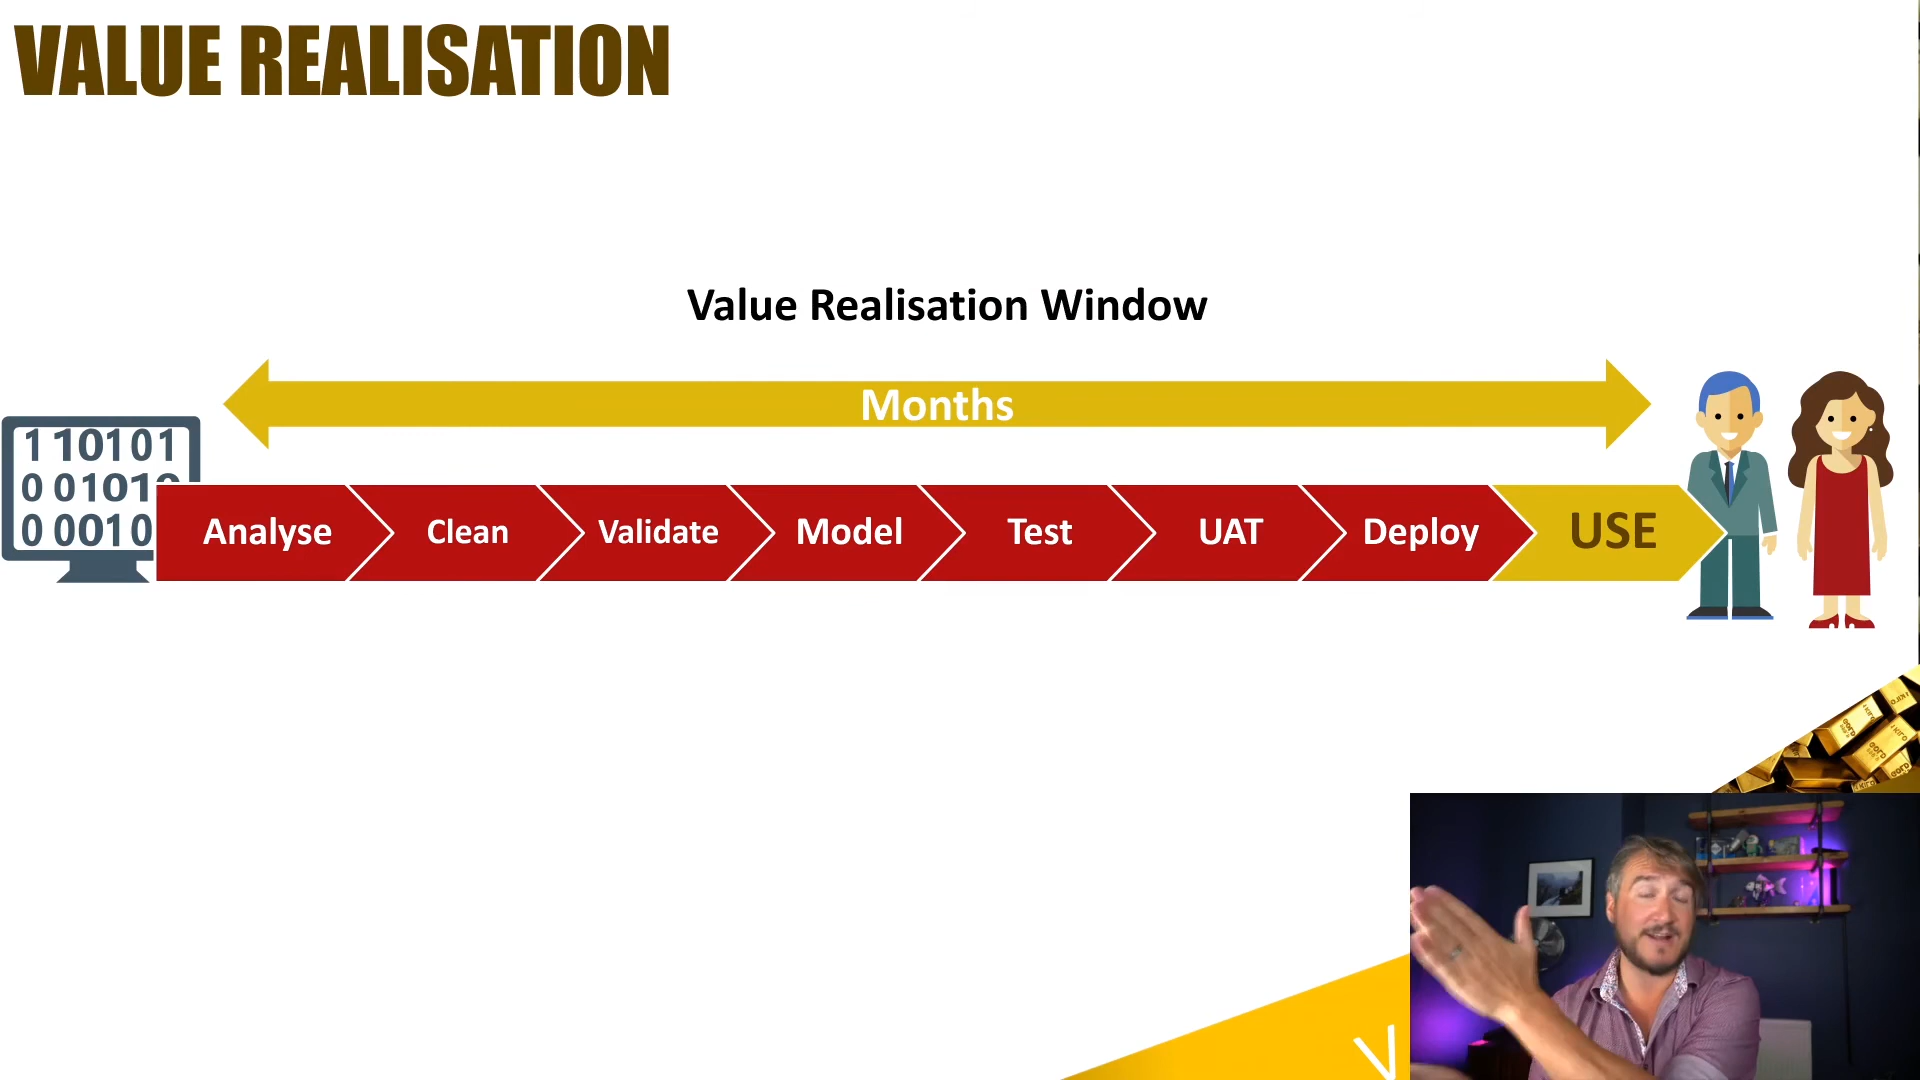 VALUE REALISATION
Value Realisation Window
Months
1 10101
0 01010
0 0010
Analyse
Clean
Validate
Model
Test
UAT
Deploy
USE
V